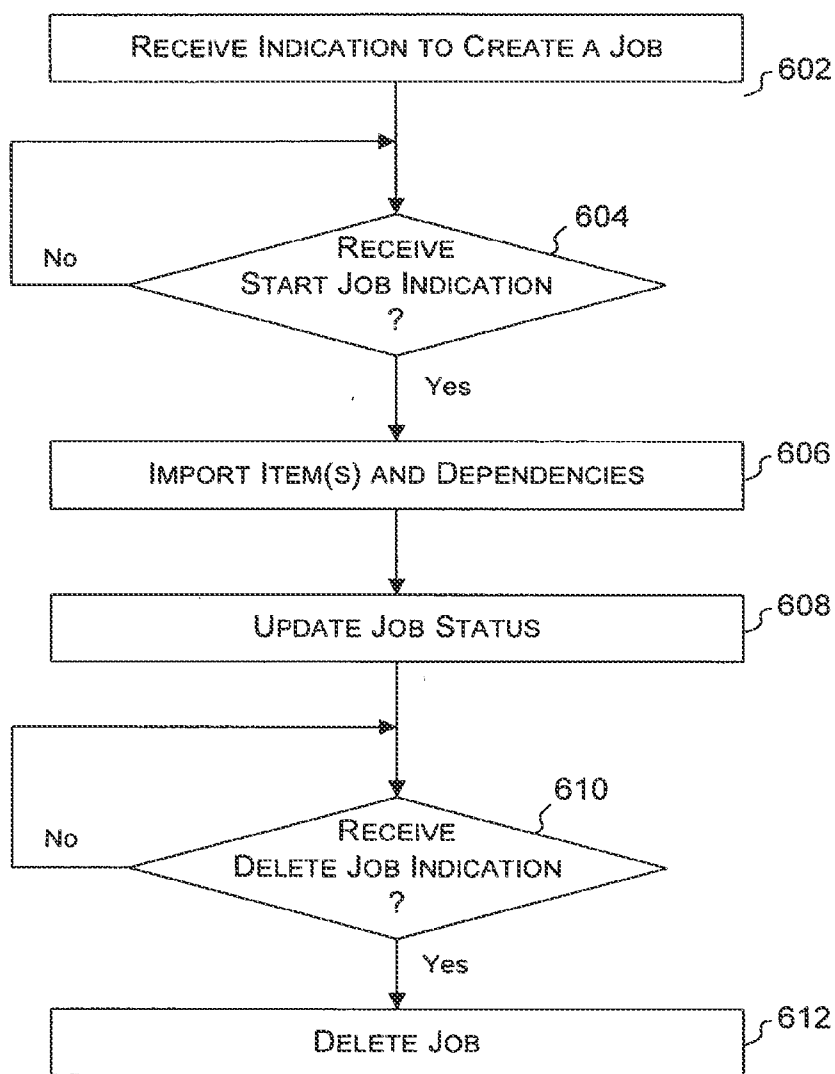 RECEIVE INDICATION TO CREATE A JOB
602
604
RECEIVE
START JOB INDICATION
?
No
Yes
IMPORT ITEM(S) AND DEPENDENCIES
606
UPDATE JOB STATUS
608
610
RECEIVE
DELETE JOB INDICATION
?
No
Yes
DELETE JOB
612